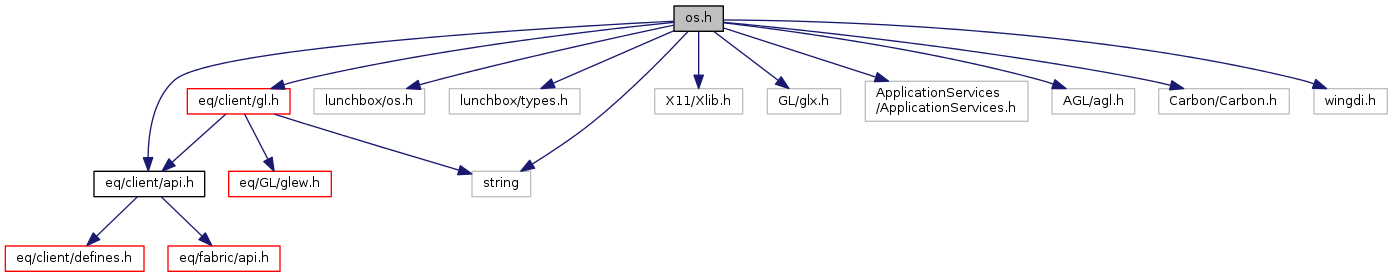 os.h
eq/client/gl.h
lunchbox/os.h
lunchbox/types.h
X11/Xlib.h
GL/glx.h
ApplicationServices
/ApplicationServices.h
AGL/agl.h
Carbon/Carbon.h
wingdi.h
eq/client/api.h
eq/GL/glew.h
string
eq/client/defines.h
eq/fabric/api.h